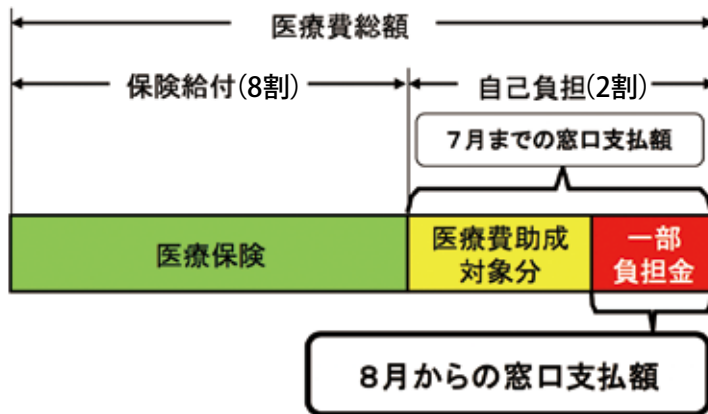 医療費総額
保険給付(8割)
自己負担(2割)
7月までの窓口支払額
医療保険
医療費助成
対象分
一部
負担金
8月からの窓口支払額